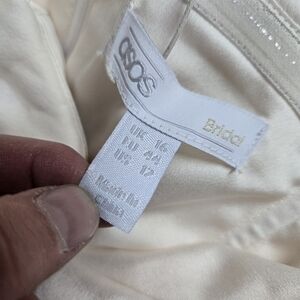 asos
Bridal
UK 16
EU 44
US 12
Made in
China